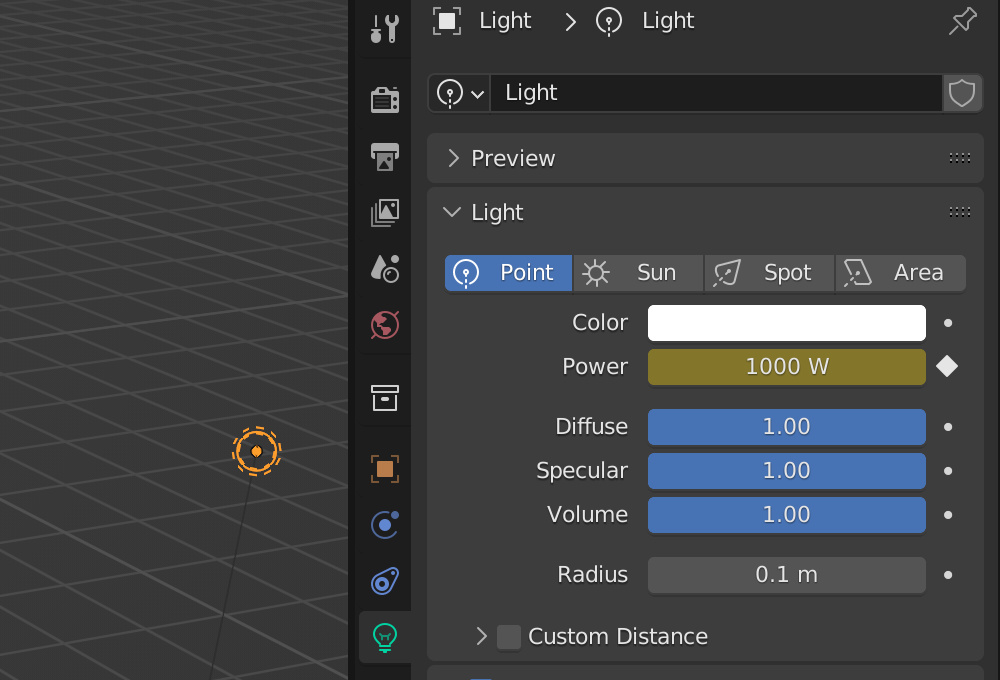 Light Light
Light
Preview
Light
Point Sun Spot Area
Color
Power 1000 W
Diffuse 1.00
Specular 1.00
Volume 1.00
Radius 0.1 m
Custom Distance